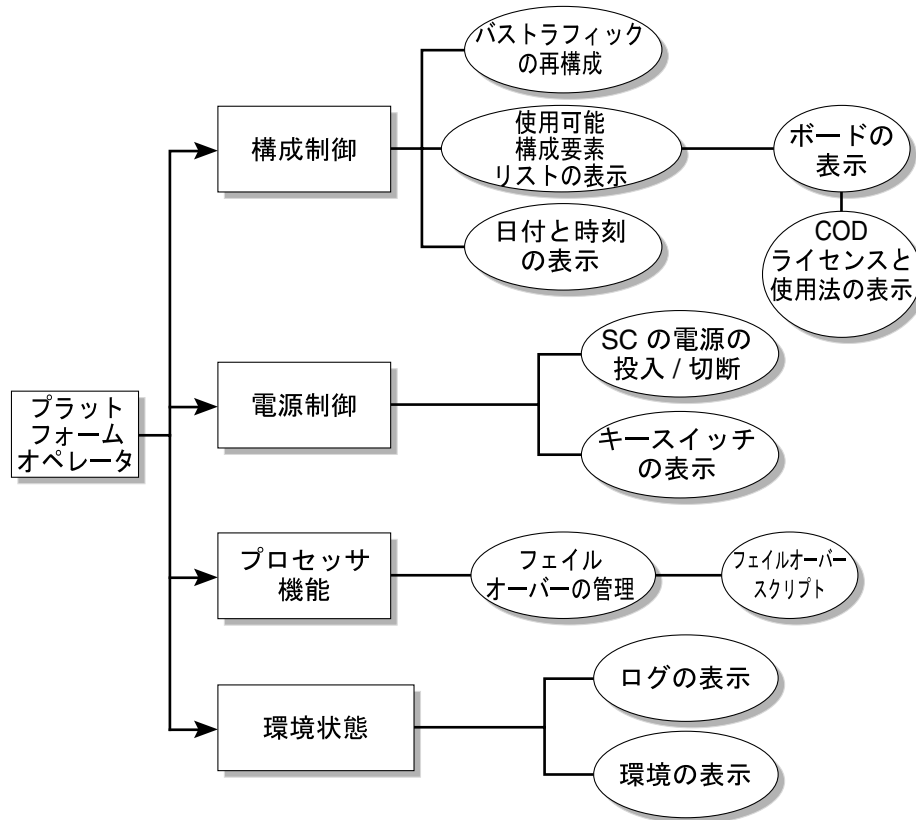 プラット
フォーム
オペレータ
構成制御
バストラフィック
の再構成
使用可能
構成要素
リストの表示
ボードの
表示
COD
ライセンスと
使用法の表示
日付と時刻
の表示
電源制御
SC の電源の
投入 / 切断
キースイッチ
の表示
プロセッサ
機能
フェイル
オーバーの管理
フェイルオーバー
スクリプト
環境状態
ログの表示
環境の表示